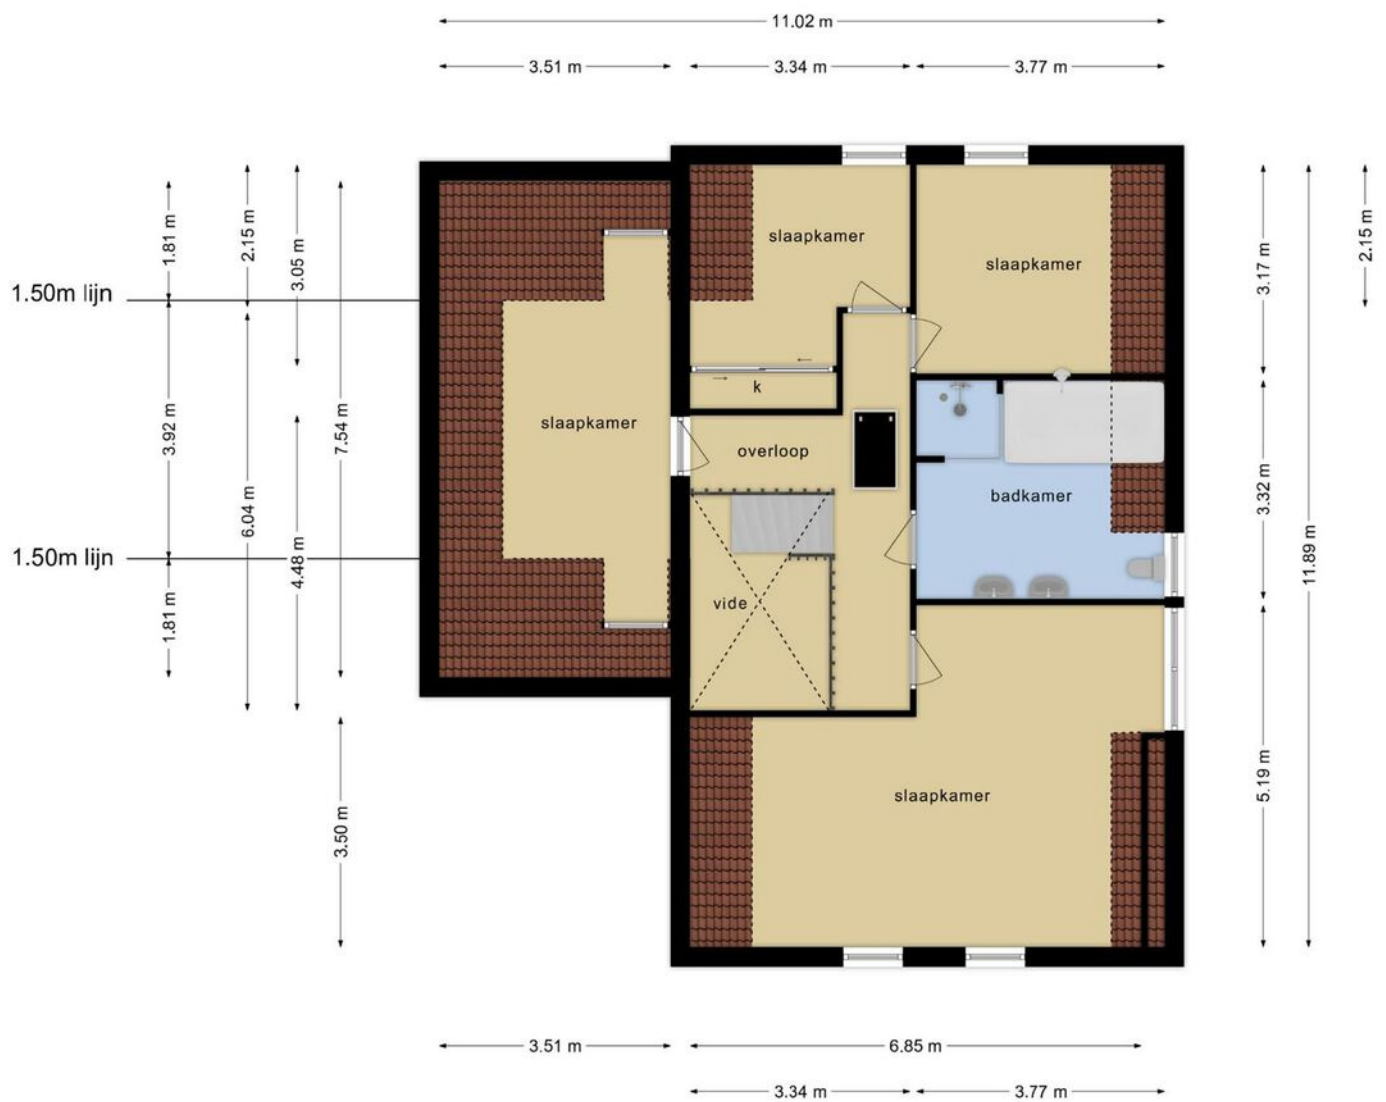 11.02 m
3.51 m
3.34 m
3.77 m
1.81 m
2.15 m
3.05 m
3.17 m
2.15 m
slaapkamer
slaapkamer
1.50m lijn
k
3.92 m
7.54 m
slaapkamer
overloop
badkamer
3.32 m
6.04 m
4.48 m
11.89 m
1.50m lijn
1.81 m
vide
5.19 m
slaapkamer
3.50 m
3.51 m
6.85 m
3.34 m
3.77 m